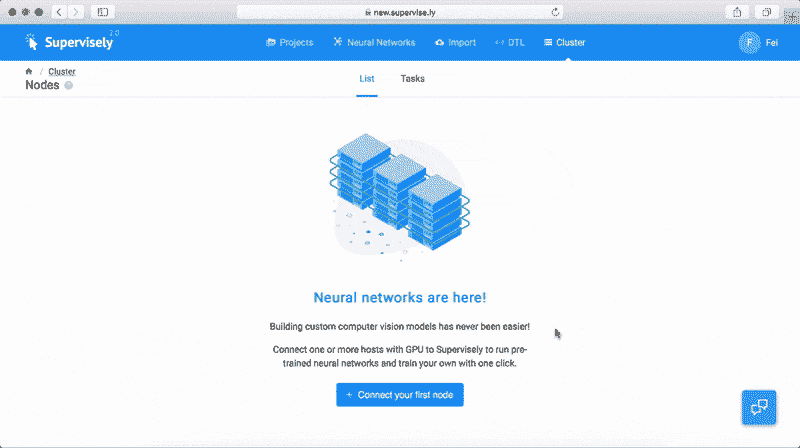 new.supervise.ly
Supervisely 2.0
Projects
Neural Networks
Import
DTL
Cluster
F
Fei
/ Cluster
Nodes ?
List
Tasks
Neural networks are here!
Building custom computer vision models has never been easier!
Connect one or more hosts with GPU to Supervisely to run pre-
trained neural networks and train your own with one click.
+ Connect your first node